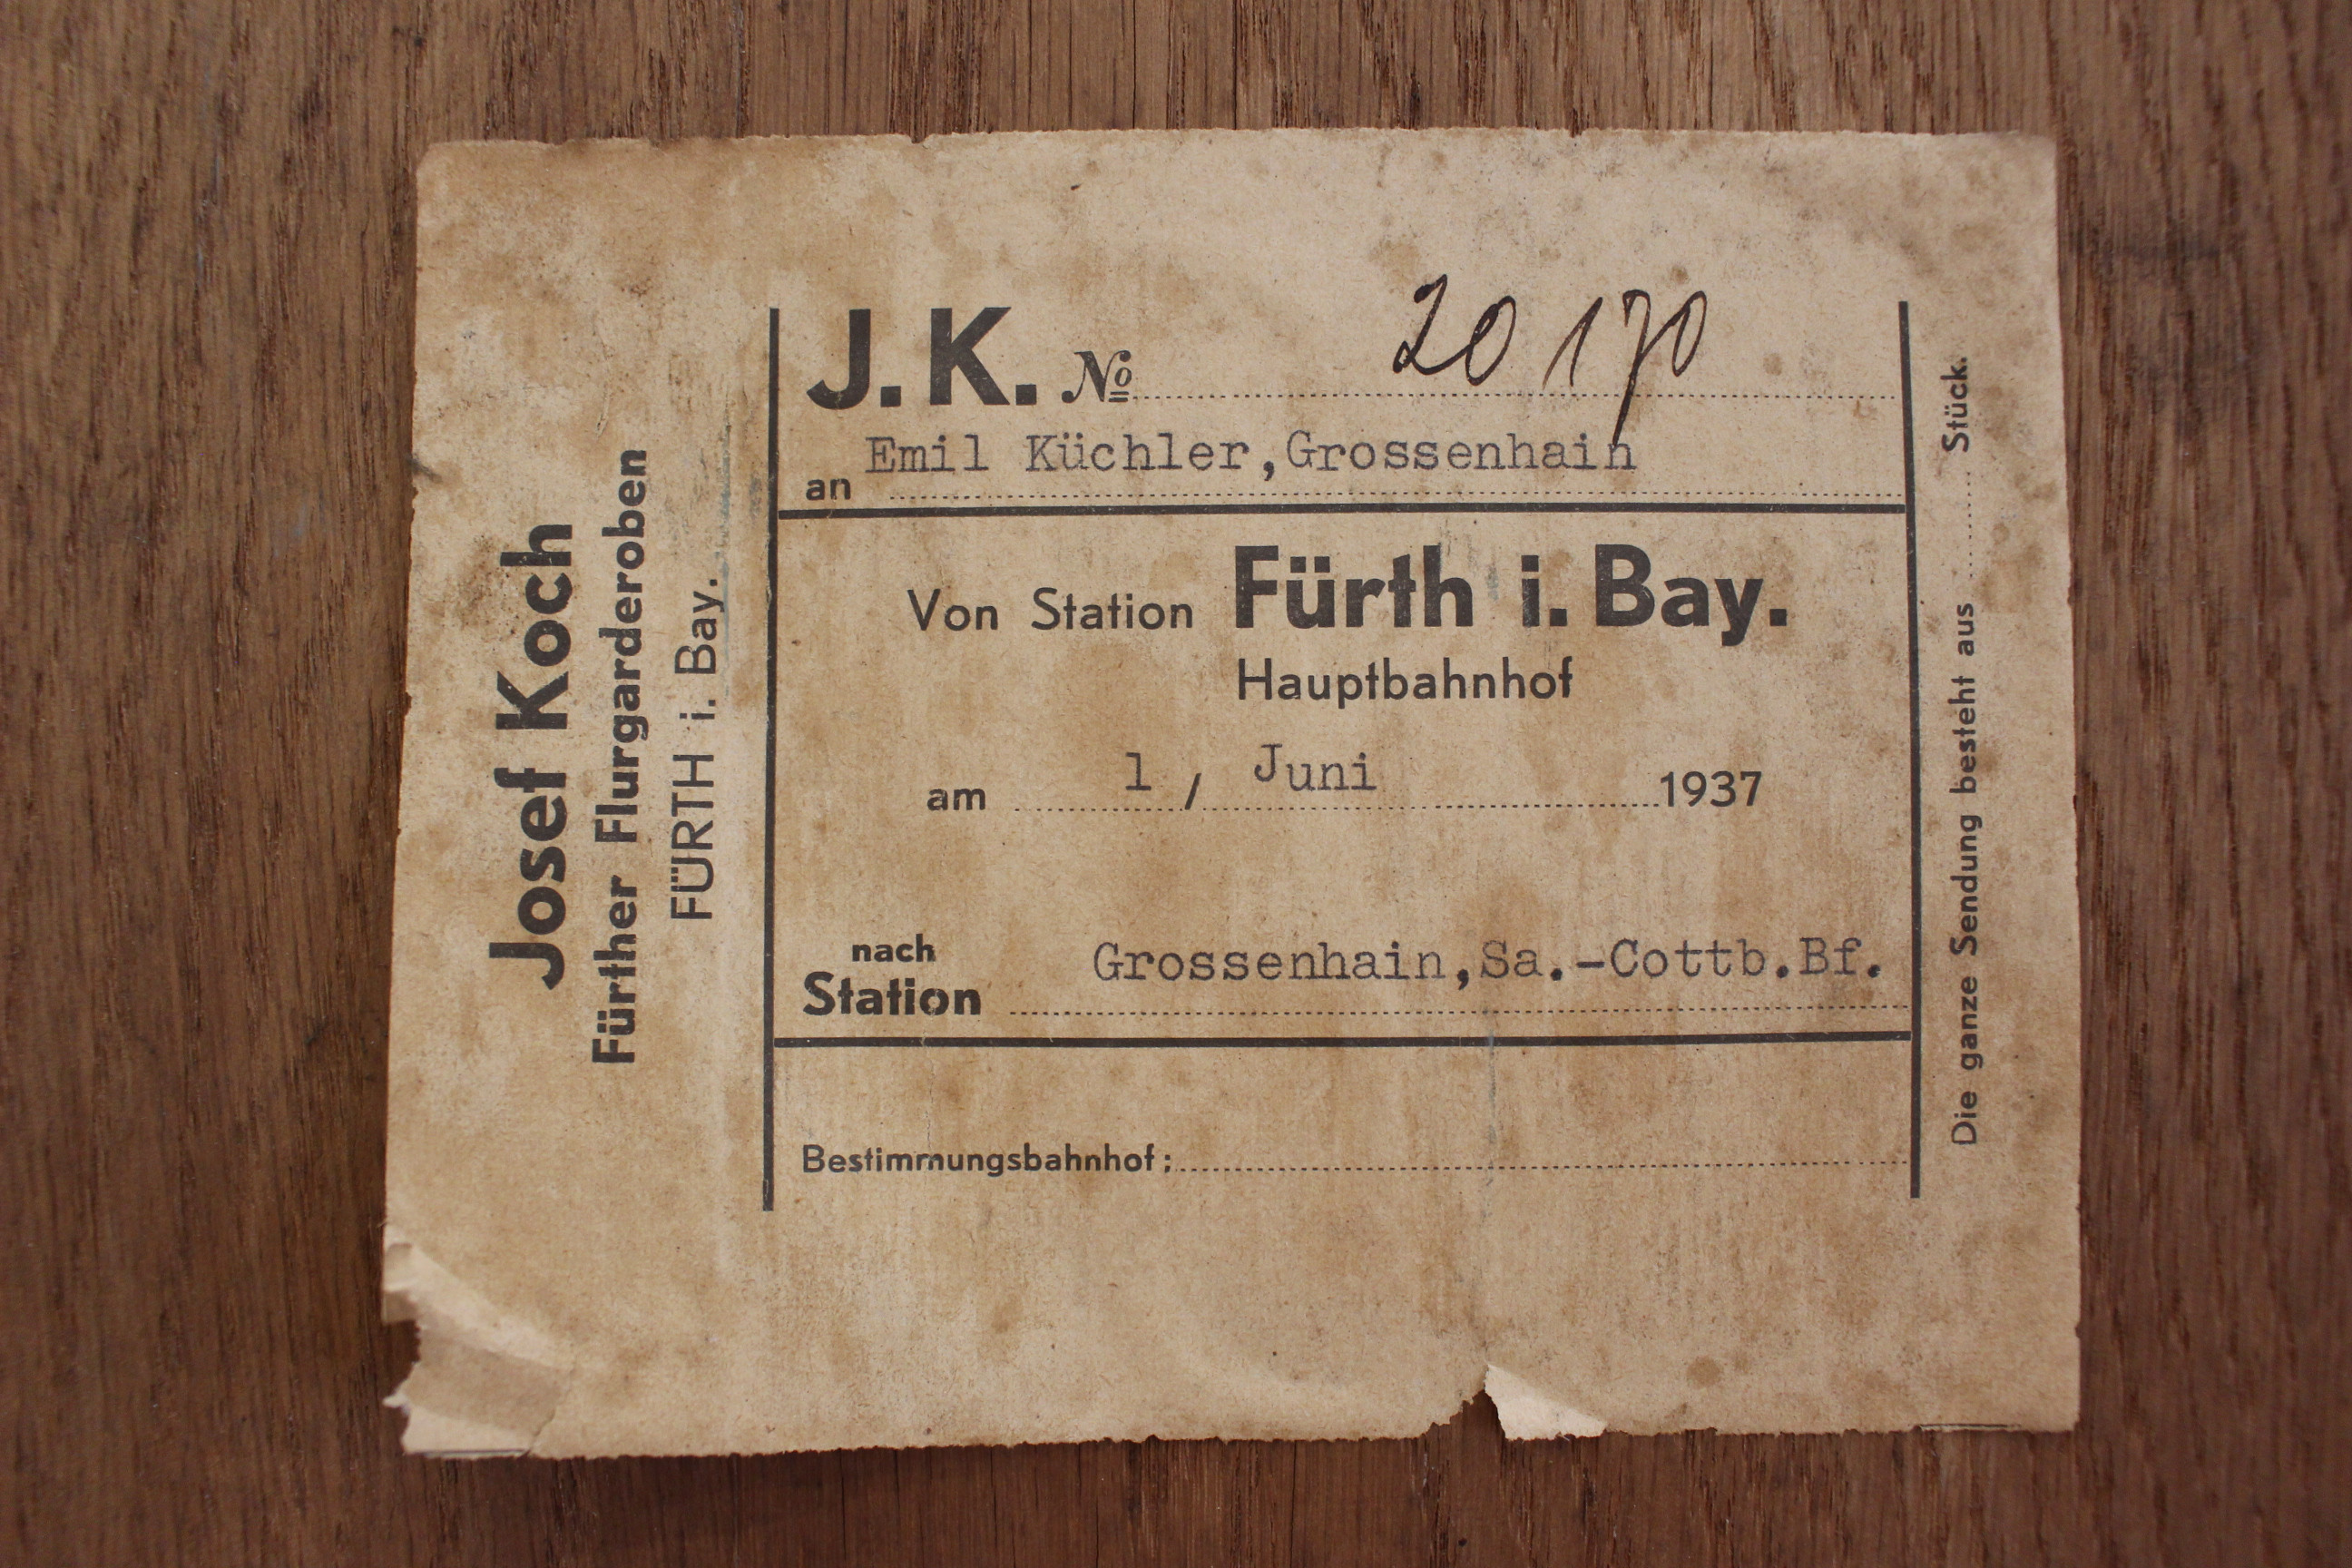 Josef Koch
Fürther Flurgarderoben
FÜRTH i. Bay.
J. K. № 20170
an Emil Küchler,Grossenhain
Von Station Fürth i. Bay.
Hauptbahnhof
am 1 / Juni 1937
nach
Station Grossenhain,Sa.-Cottb.Bf.
Bestimmungsbahnhof:
Die ganze Sendung besteht aus ........ Stück.